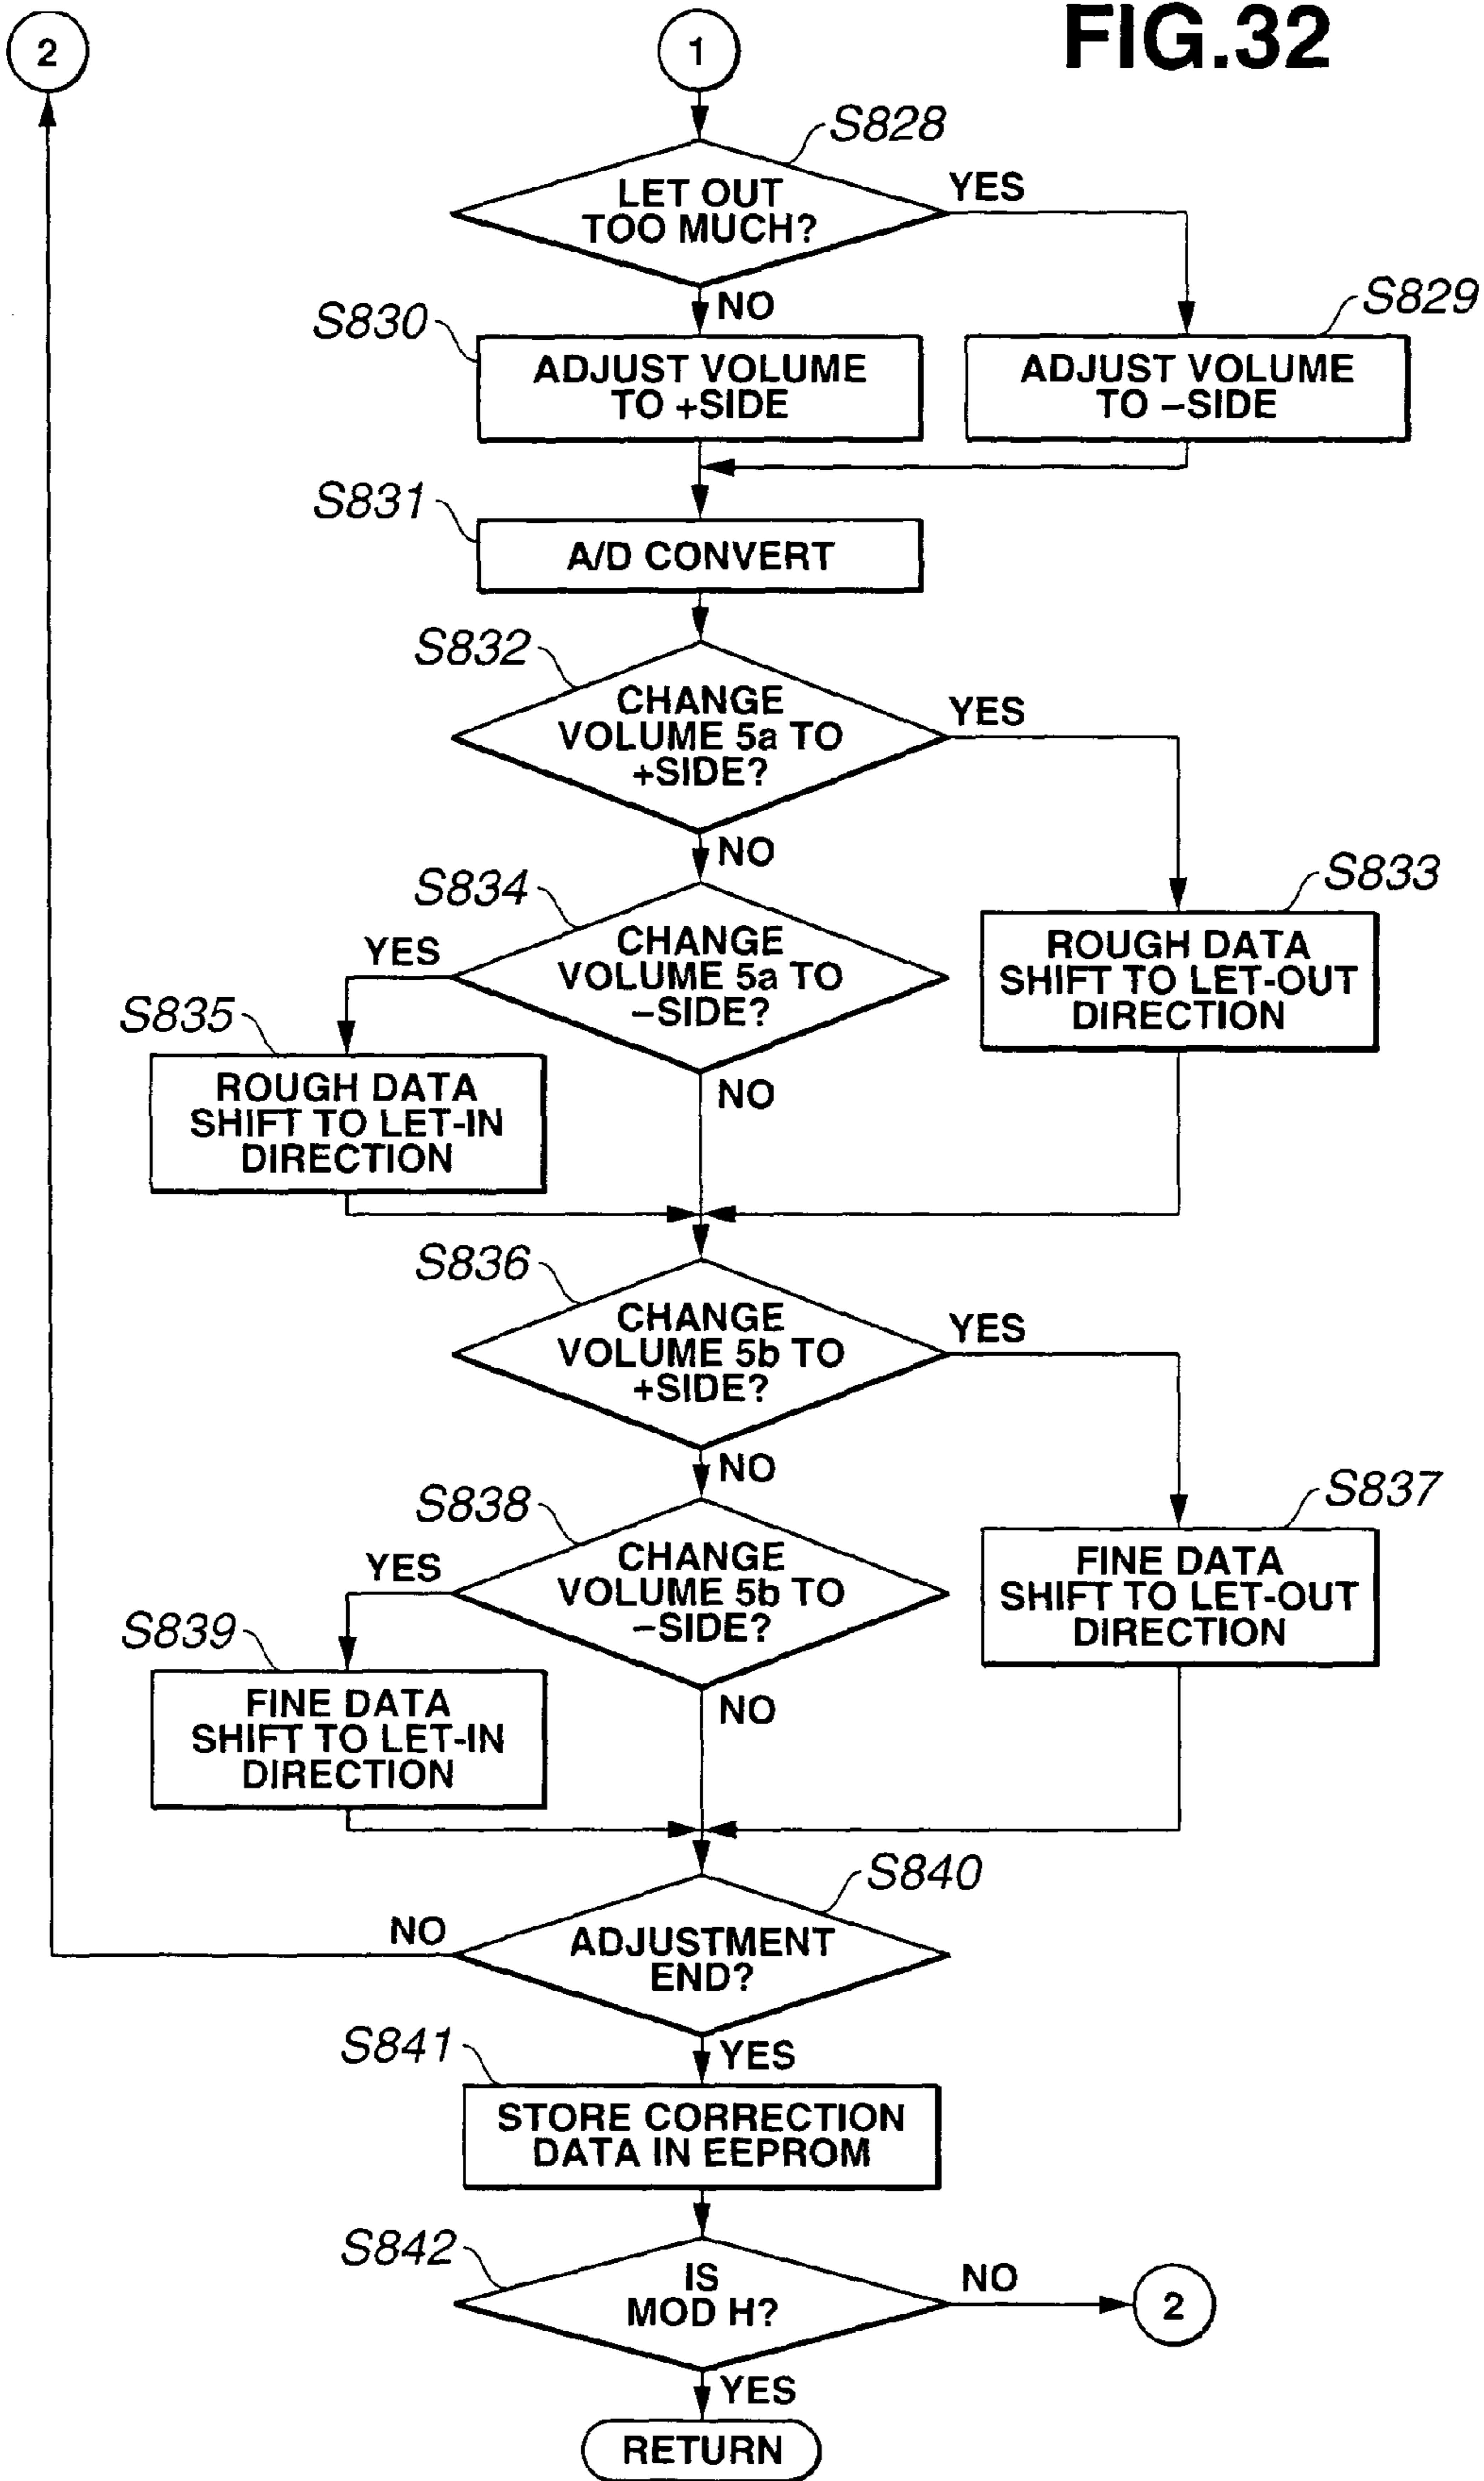 FIG.32
2
1
S828
LET OUT
TOO MUCH?
YES
NO
S829
S830
ADJUST VOLUME
TO +SIDE
ADJUST VOLUME
TO −SIDE
S831
A/D CONVERT
S832
CHANGE
VOLUME 5a TO
+SIDE?
YES
NO
S833
S834
ROUGH DATA
SHIFT TO LET-OUT
DIRECTION
YES
CHANGE
VOLUME 5a TO
−SIDE?
S835
NO
ROUGH DATA
SHIFT TO LET-IN
DIRECTION
S836
CHANGE
VOLUME 5b TO
+SIDE?
YES
NO
S837
S838
FINE DATA
SHIFT TO LET-OUT
DIRECTION
YES
CHANGE
VOLUME 5b TO
−SIDE?
S839
NO
FINE DATA
SHIFT TO LET-IN
DIRECTION
S840
NO
ADJUSTMENT
END?
S841
YES
STORE CORRECTION
DATA IN EEPROM
S842
IS
MOD H?
NO
2
YES
RETURN